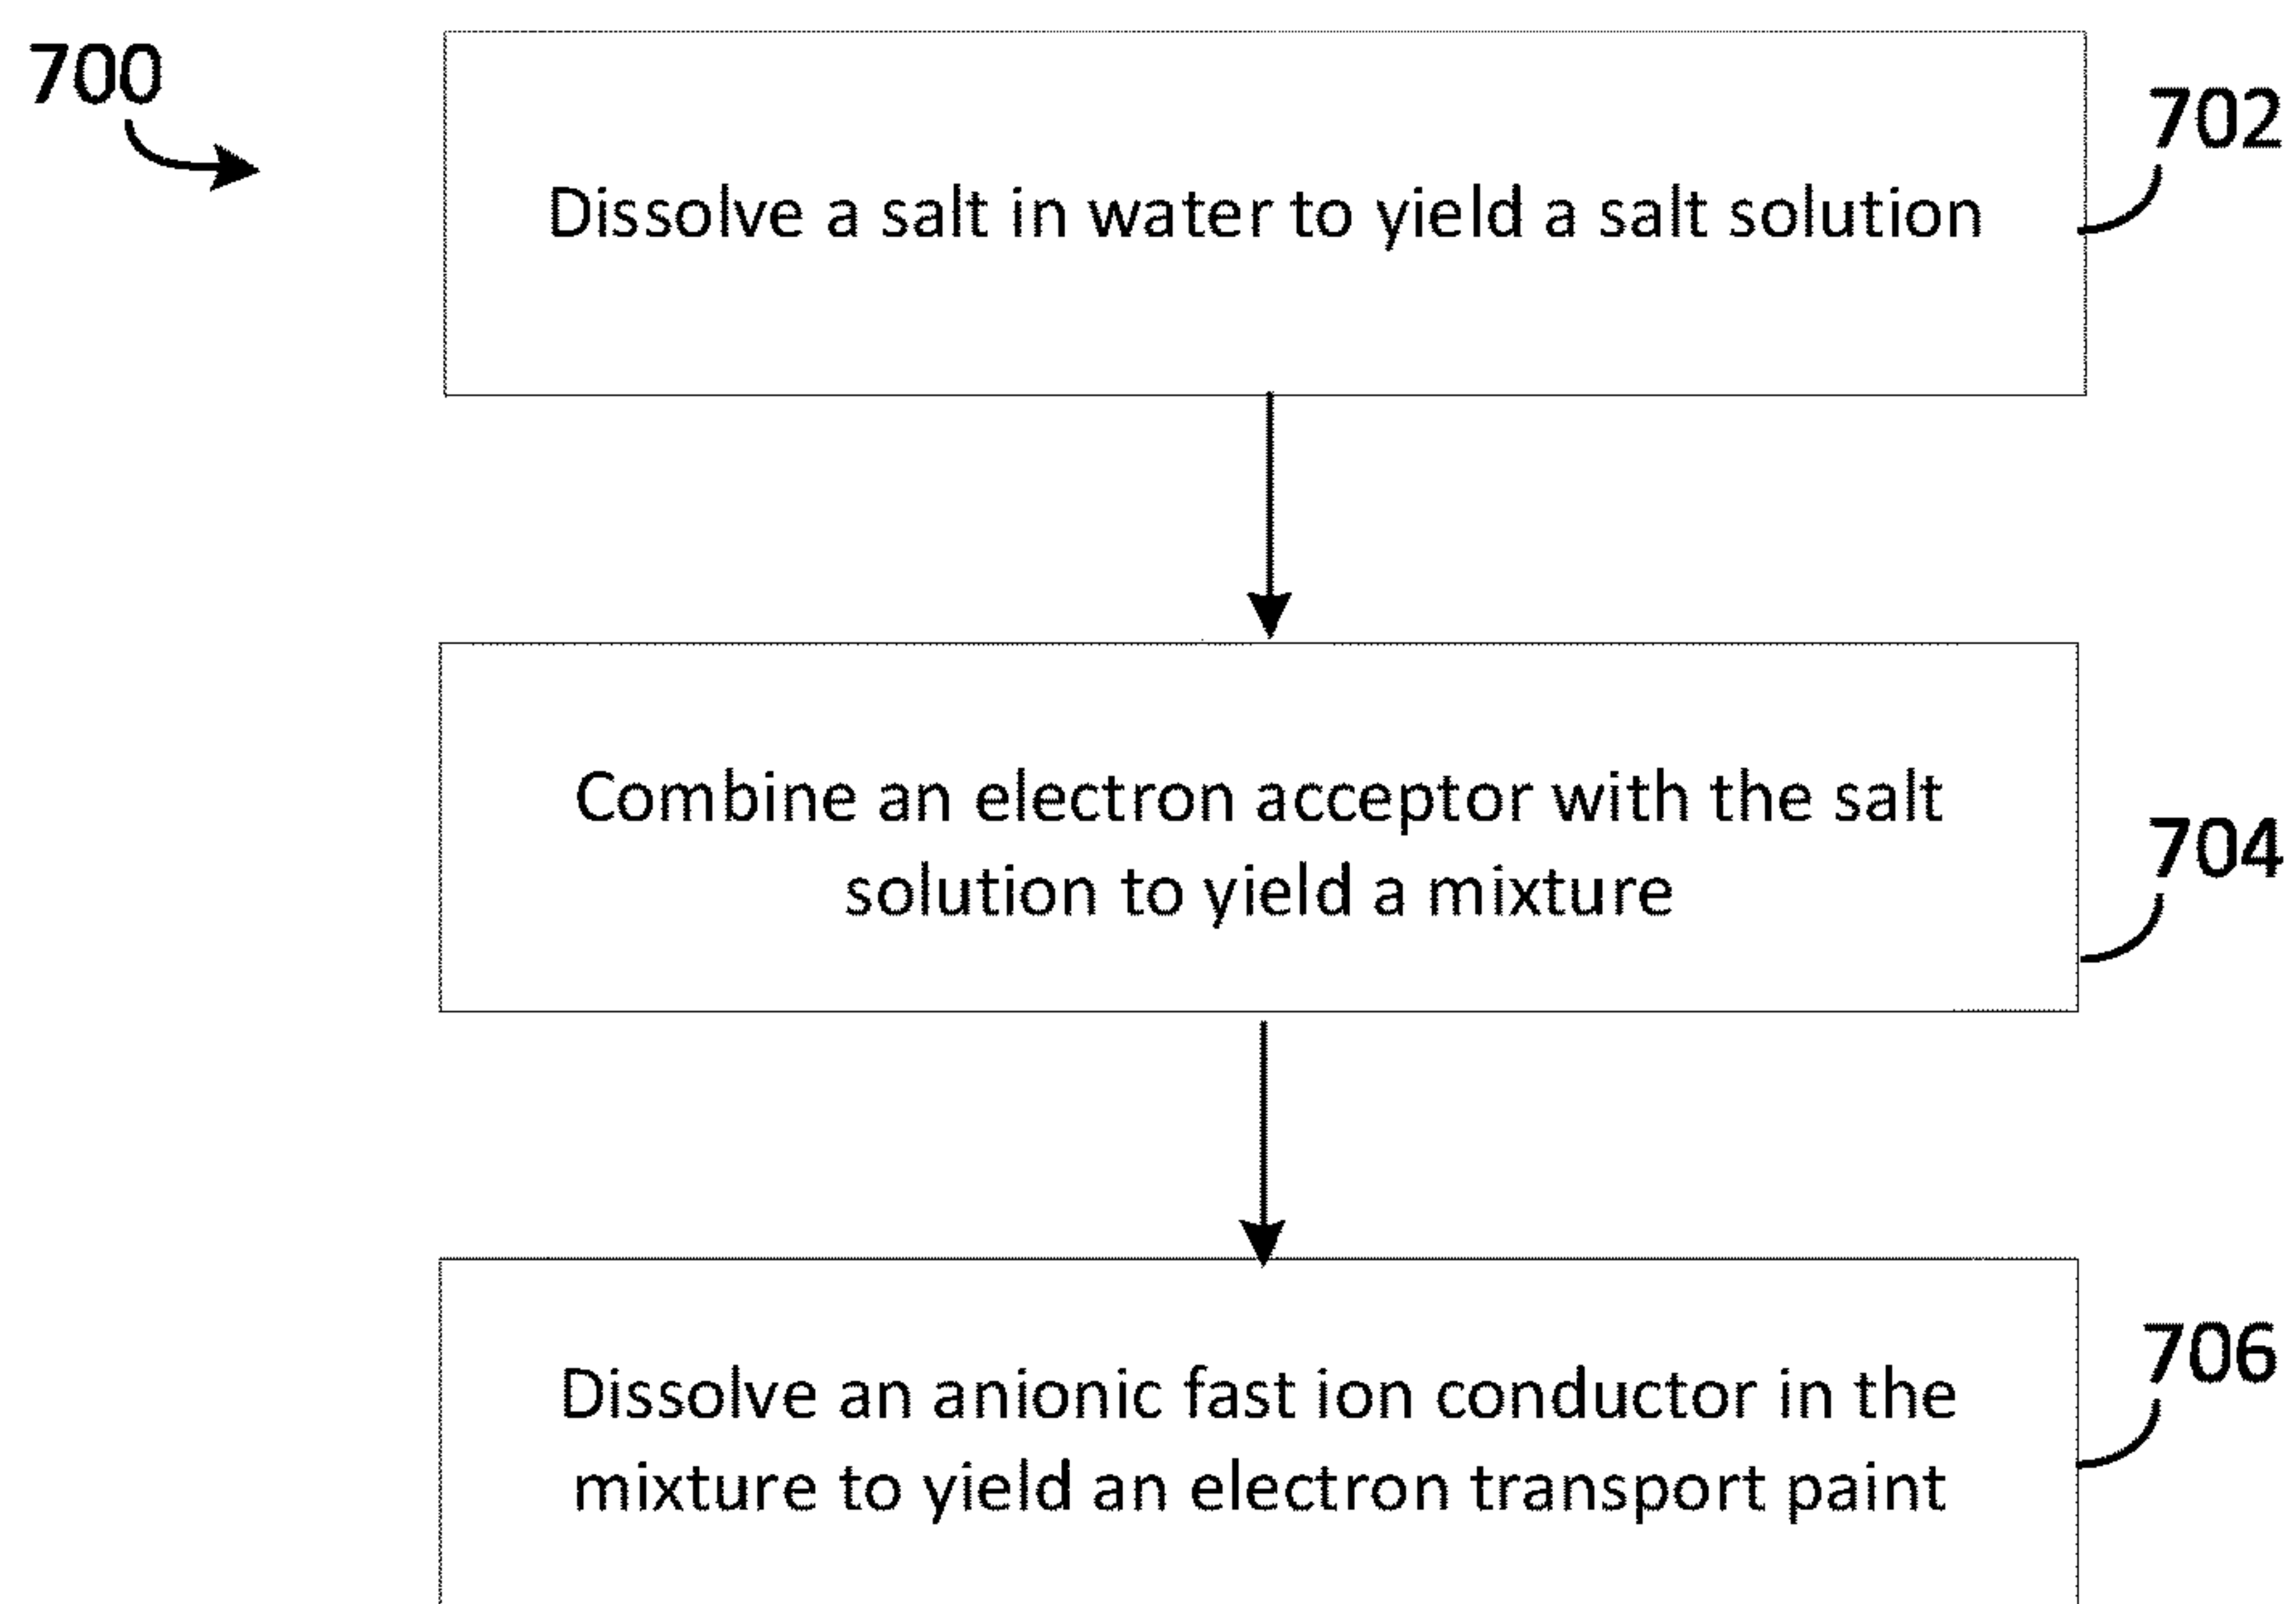 700
702
Dissolve a salt in water to yield a salt solution
Combine an electron acceptor with the salt
solution to yield a mixture
704
Dissolve an anionic fast ion conductor in the
mixture to yield an electron transport paint
706